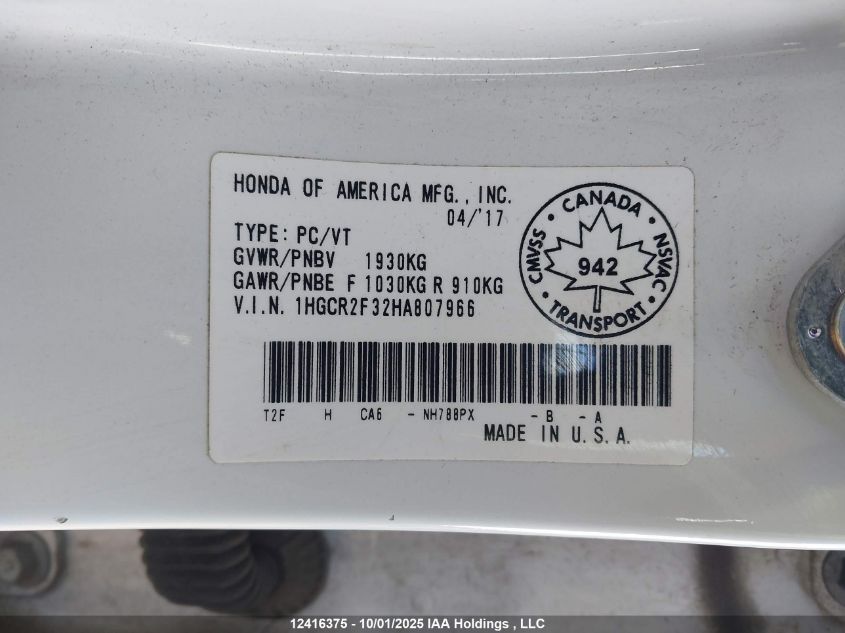 HONDA OF AMERICA MFG., INC.
04/'17
TYPE: PC/VT
GVWR/PNBV 1930KG
GAWR/PNBE F 1030KG R 910KG
V.I.N. 1HGCR2F32HA807966
CANADA
CMVSS
942
NSVAC
TRANSPORT
T2F H CA6 - NH788PX - B - A
MADE IN U.S.A.
12416375 - 10/01/2025 IAA Holdings , LLC